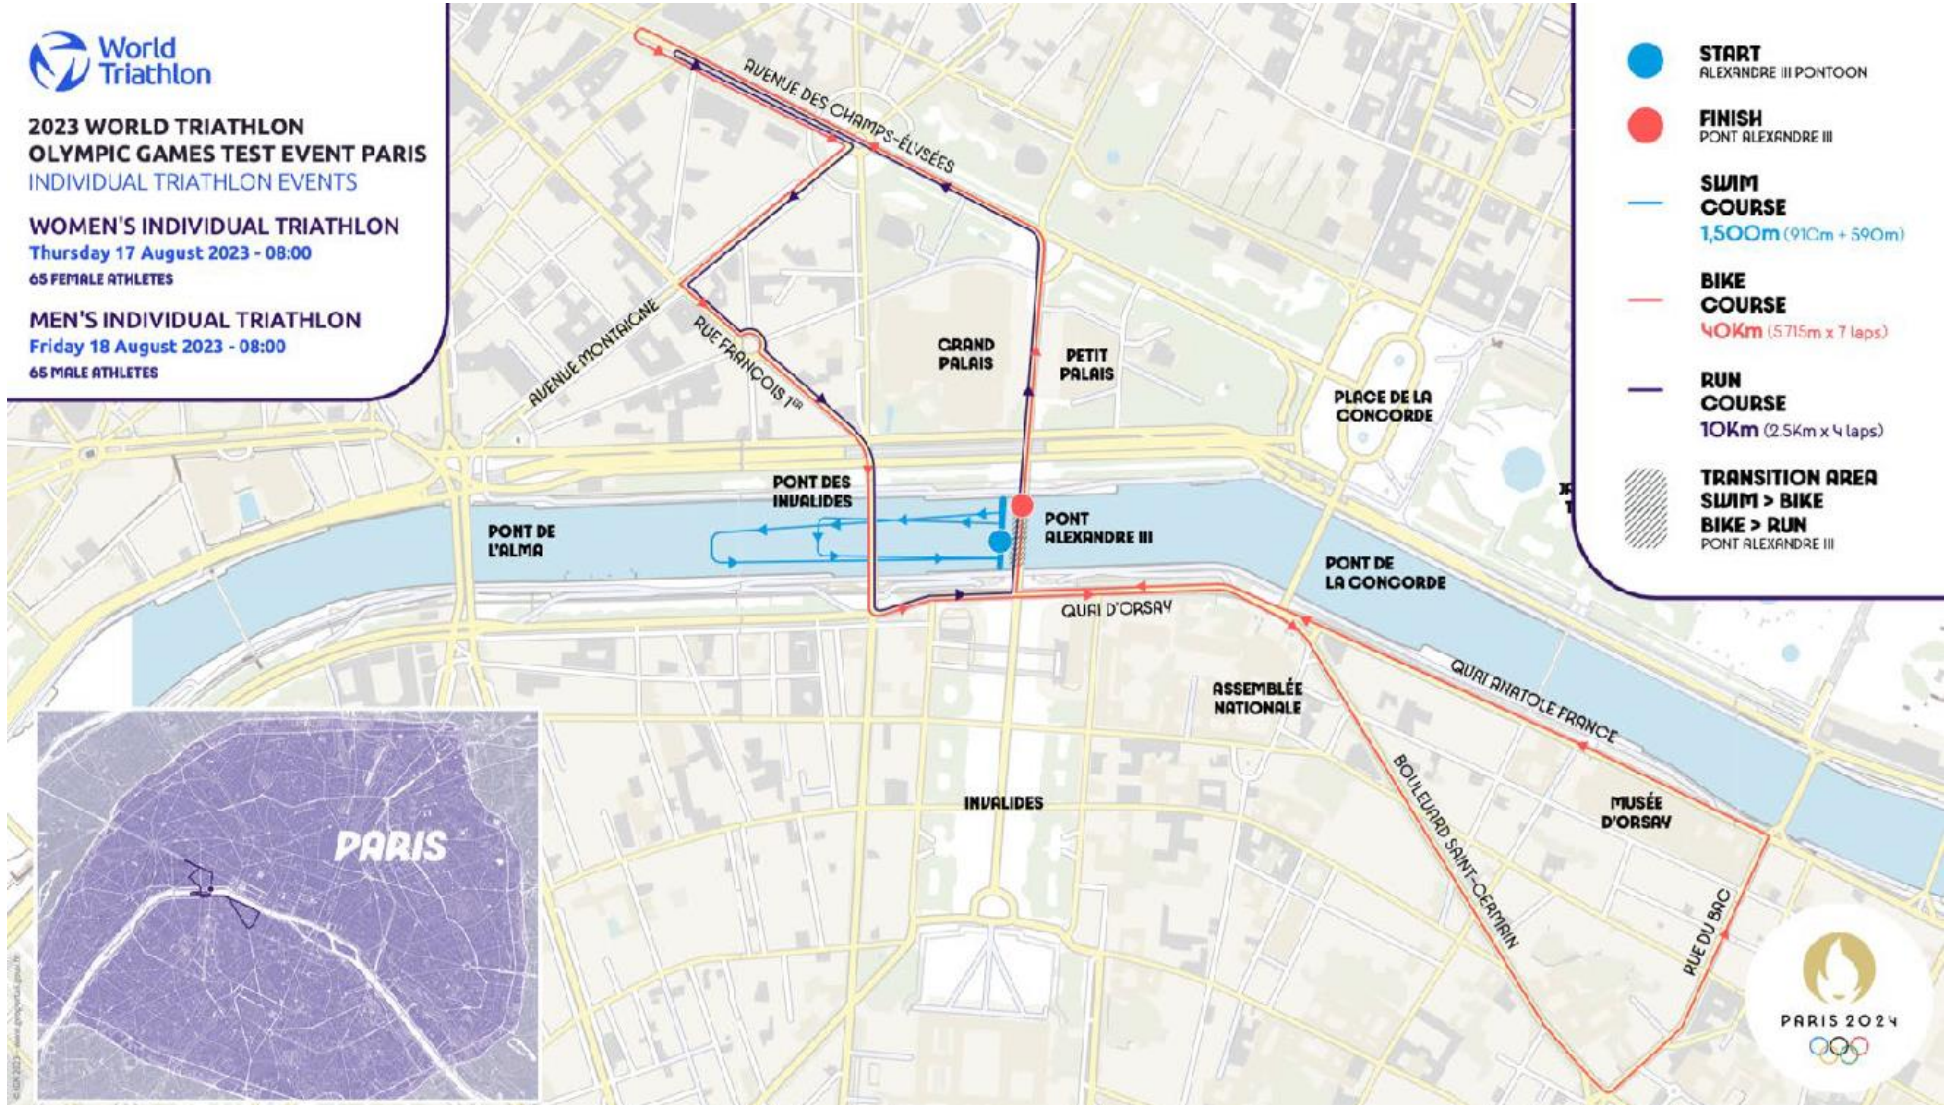 World
Triathlon
2023 WORLD TRIATHLON
OLYMPIC GAMES TEST EVENT PARIS
INDIVIDUAL TRIATHLON EVENTS
WOMEN'S INDIVIDUAL TRIATHLON
Thursday 17 August 2023 - 08:00
65 FEMALE ATHLETES
MEN'S INDIVIDUAL TRIATHLON
Friday 18 August 2023 - 08:00
65 MALE ATHLETES
START
ALEXANDRE III PONTOON
FINISH
PONT ALEXANDRE III
SWIM
COURSE
1,500m (910m + 590m)
BIKE
COURSE
40Km (5715m x 7 laps)
RUN
COURSE
10Km (2.5Km x 4 laps)
TRANSITION AREA
SWIM > BIKE
BIKE > RUN
PONT ALEXANDRE III
AVENUE DES CHAMPS-ÉLYSÉES
AVENUE MONTAIGNE
RUE FRANÇOIS 1ER
GRAND
PALAIS
PETIT
PALAIS
PLACE DE LA
CONCORDE
PONT DES
INVALIDES
PONT DE
L'ALMA
PONT
ALEXANDRE III
PONT DE
LA CONCORDE
QUAI D'ORSAY
ASSEMBLÉE
NATIONALE
QUAI ANATOLE FRANCE
BOULEVARD SAINT-GERMAIN
MUSÉE
D'ORSAY
RUE DU BAC
INVALIDES
PARIS
PARIS 2024